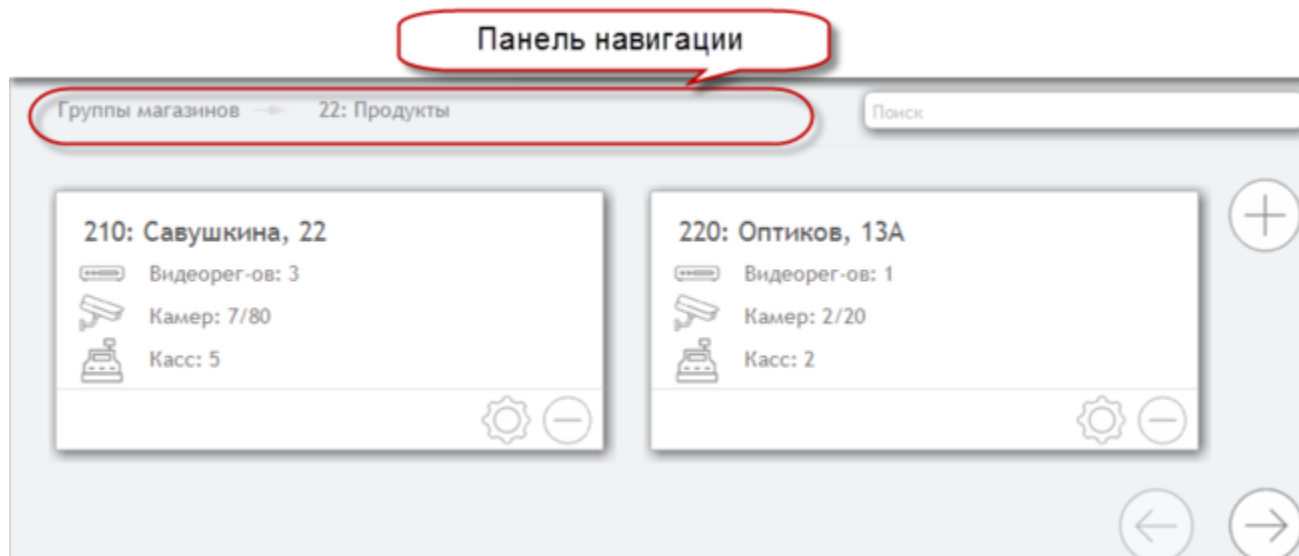 Панель навигации
Группы магазинов 22: Продукты
Поиск
210: Савушкина, 22
Видеорег-ов: 3
Камер: 7/80
Касс: 5
220: Оптиков, 13А
Видеорег-ов: 1
Камер: 2/20
Касс: 2